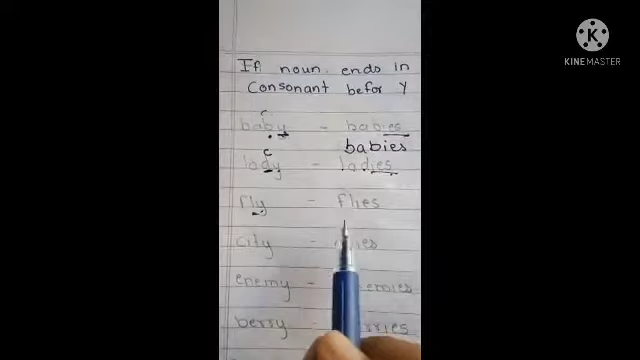 If noun ends in
Consonant befor Y
baby - babies
babies
lady - ladies
fly - flies
city -
enemy -
berry -
KINEMASTER